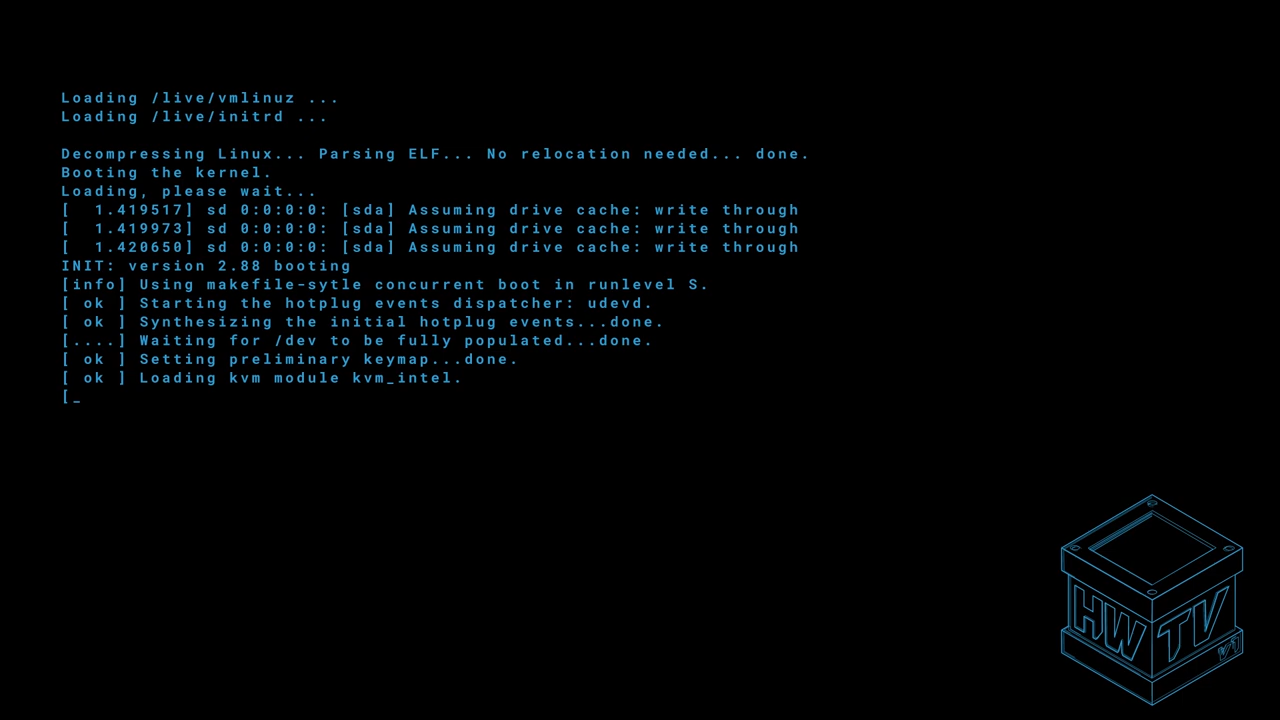 Loading /live/vmlinuz ...
Loading /live/initrd ...
Decompressing Linux... Parsing ELF... No relocation needed... done.
Booting the kernel.
Loading, please wait...
[  1.419517] sd 0:0:0:0: [sda] Assuming drive cache: write through
[  1.419973] sd 0:0:0:0: [sda] Assuming drive cache: write through
[  1.420650] sd 0:0:0:0: [sda] Assuming drive cache: write through
INIT: version 2.88 booting
[info] Using makefile-sytle concurrent boot in runlevel S.
[ ok ] Starting the hotplug events dispatcher: udevd.
[ ok ] Synthesizing the initial hotplug events...done.
[....] Waiting for /dev to be fully populated...done.
[ ok ] Setting preliminary keymap...done.
[ ok ] Loading kvm module kvm_intel.
[_
HW TV